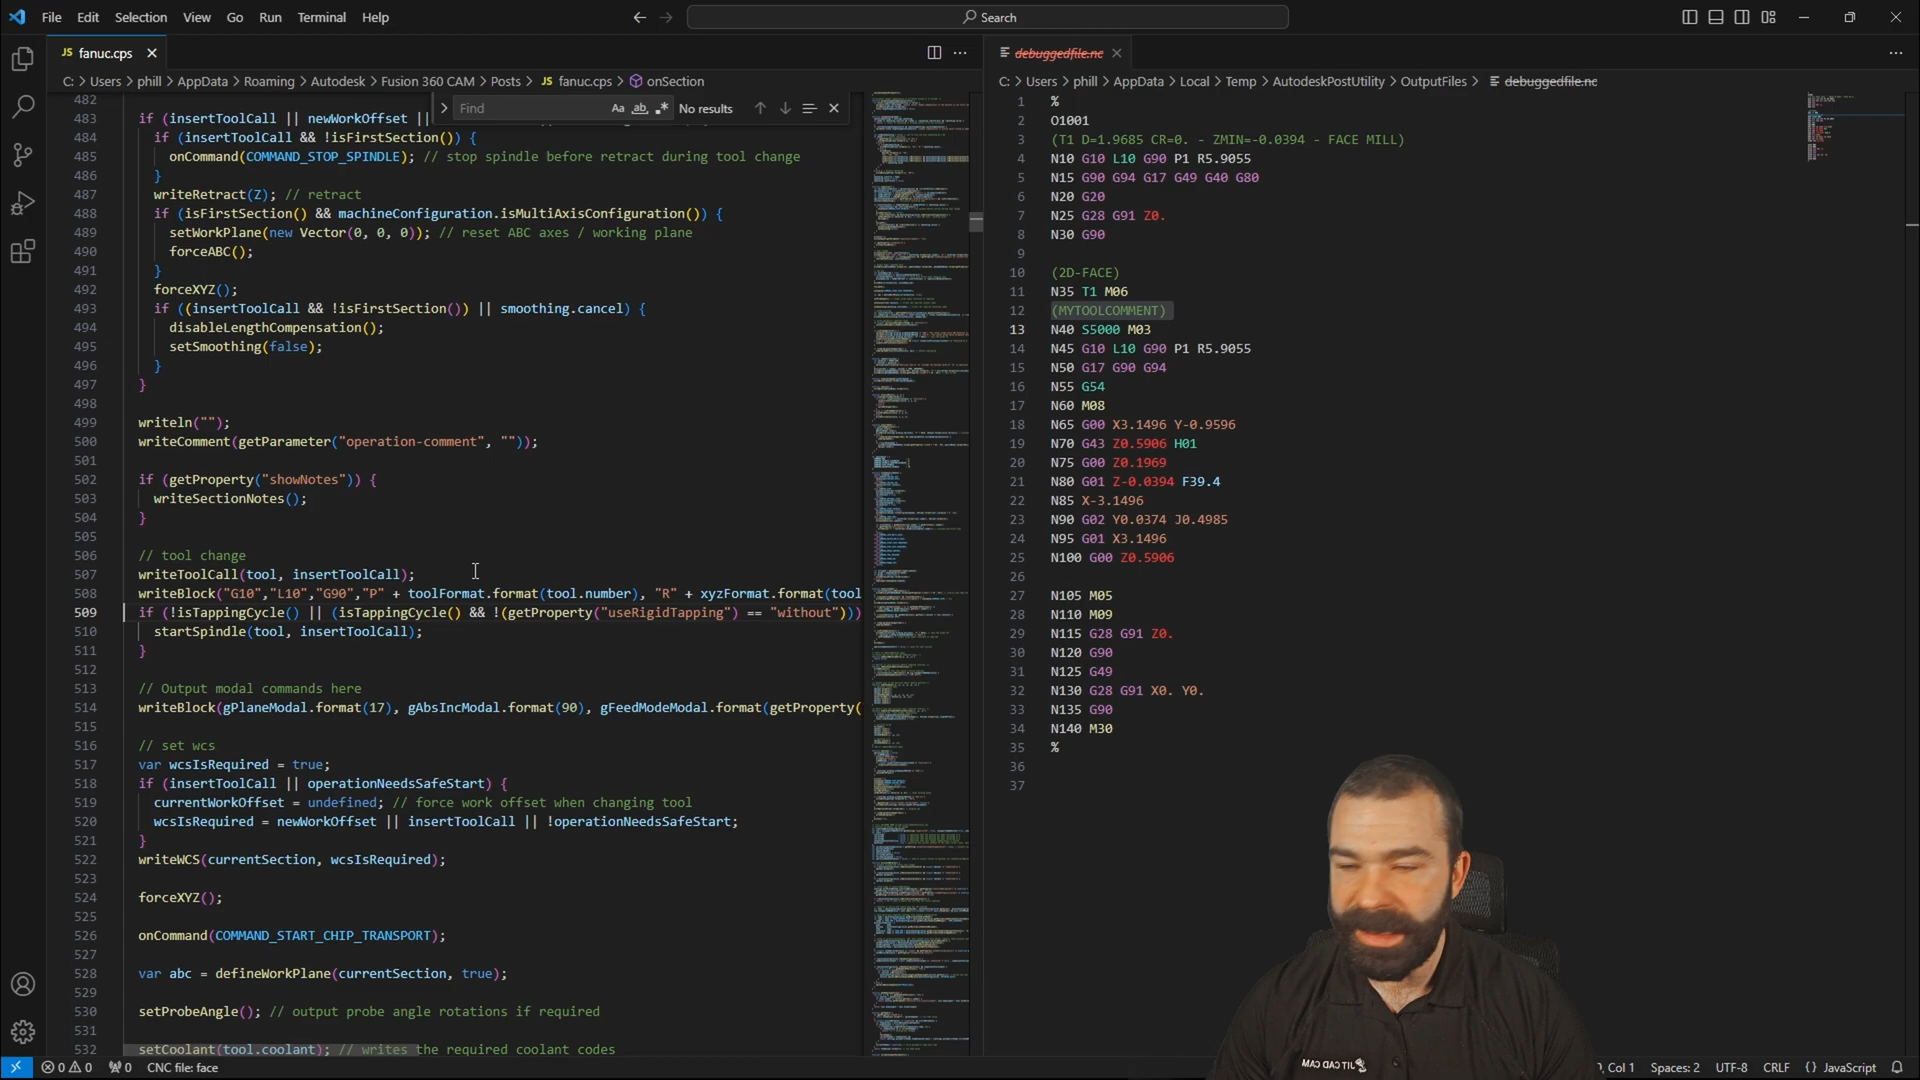 File Edit Selection View Go Run Terminal Help
Search
JS fanuc.cps
debuggedfile.nc
C: > Users > phill > AppData > Roaming > Autodesk > Fusion 360 CAM > Posts > JS fanuc.cps > onSection
C: > Users > phill > AppData > Local > Temp > AutodeskPostUtility > OutputFiles > debuggedfile.nc
Find Aa ab No results
482
483 if (insertToolCall || newWorkOffset ||
484 if (insertToolCall && !isFirstSection()) {
485 onCommand(COMMAND_STOP_SPINDLE); // stop spindle before retract during tool change
486 }
487 writeRetract(Z); // retract
488 if (isFirstSection() && machineConfiguration.isMultiAxisConfiguration()) {
489 setWorkPlane(new Vector(0, 0, 0)); // reset ABC axes / working plane
490 forceABC();
491 }
492 forceXYZ();
493 if ((insertToolCall && !isFirstSection()) || smoothing.cancel) {
494 disableLengthCompensation();
495 setSmoothing(false);
496 }
497 }
498
499 writeln("");
500 writeComment(getParameter("operation-comment", ""));
501
502 if (getProperty("showNotes")) {
503 writeSectionNotes();
504 }
505
506 // tool change
507 writeToolCall(tool, insertToolCall);
508 writeBlock("G10","L10","G90","P" + toolFormat.format(tool.number), "R" + xyzFormat.format(tool
509 if (!isTappingCycle() || (isTappingCycle() && !(getProperty("useRigidTapping") == "without")))
510 startSpindle(tool, insertToolCall);
511 }
512
513 // Output modal commands here
514 writeBlock(gPlaneModal.format(17), gAbsIncModal.format(90), gFeedModeModal.format(getProperty(
515
516 // set wcs
517 var wcsIsRequired = true;
518 if (insertToolCall || operationNeedsSafeStart) {
519 currentWorkOffset = undefined; // force work offset when changing tool
520 wcsIsRequired = newWorkOffset || insertToolCall || !operationNeedsSafeStart;
521 }
522 writeWCS(currentSection, wcsIsRequired);
523
524 forceXYZ();
525
526 onCommand(COMMAND_START_CHIP_TRANSPORT);
527
528 var abc = defineWorkPlane(currentSection, true);
529
530 setProbeAngle(); // output probe angle rotations if required
531
532 setCoolant(tool.coolant); // writes the required coolant codes
1 %
2 O1001
3 (T1 D=1.9685 CR=0. - ZMIN=-0.0394 - FACE MILL)
4 N10 G10 L10 G90 P1 R5.9055
5 N15 G90 G94 G17 G49 G40 G80
6 N20 G20
7 N25 G28 G91 Z0.
8 N30 G90
9
10 (2D-FACE)
11 N35 T1 M06
12 (MYTOOLCOMMENT)
13 N40 S5000 M03
14 N45 G10 L10 G90 P1 R5.9055
15 N50 G17 G90 G94
16 N55 G54
17 N60 M08
18 N65 G00 X3.1496 Y-0.9596
19 N70 G43 Z0.5906 H01
20 N75 G00 Z0.1969
21 N80 G01 Z-0.0394 F39.4
22 N85 X-3.1496
23 N90 G02 Y0.0374 J0.4985
24 N95 G01 X3.1496
25 N100 G00 Z0.5906
26
27 N105 M05
28 N110 M09
29 N115 G28 G91 Z0.
30 N120 G90
31 N125 G49
32 N130 G28 G91 X0. Y0.
33 N135 G90
34 N140 M30
35 %
36
37
0 0 0 CNC file: face
Col 1 Spaces: 2 UTF-8 CRLF {} JavaScript